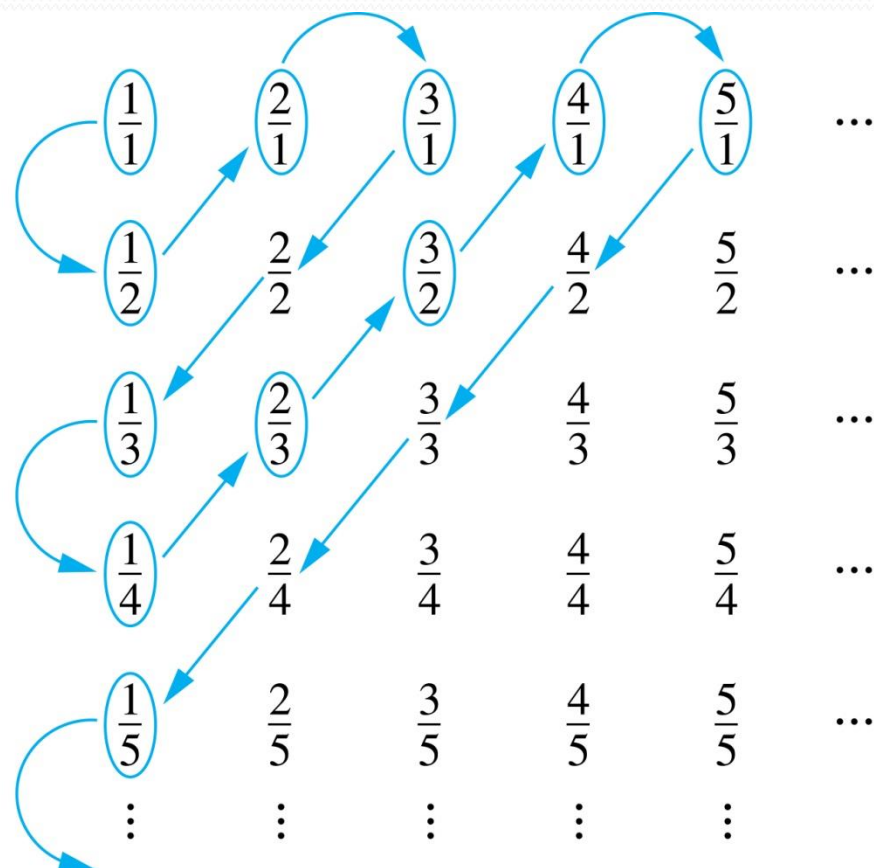 1/1 2/1 3/1 4/1 5/1 ...
1/2 2/2 3/2 4/2 5/2 ...
1/3 2/3 3/3 4/3 5/3 ...
1/4 2/4 3/4 4/4 5/4 ...
1/5 2/5 3/5 4/5 5/5 ...
⋮ ⋮ ⋮ ⋮ ⋮